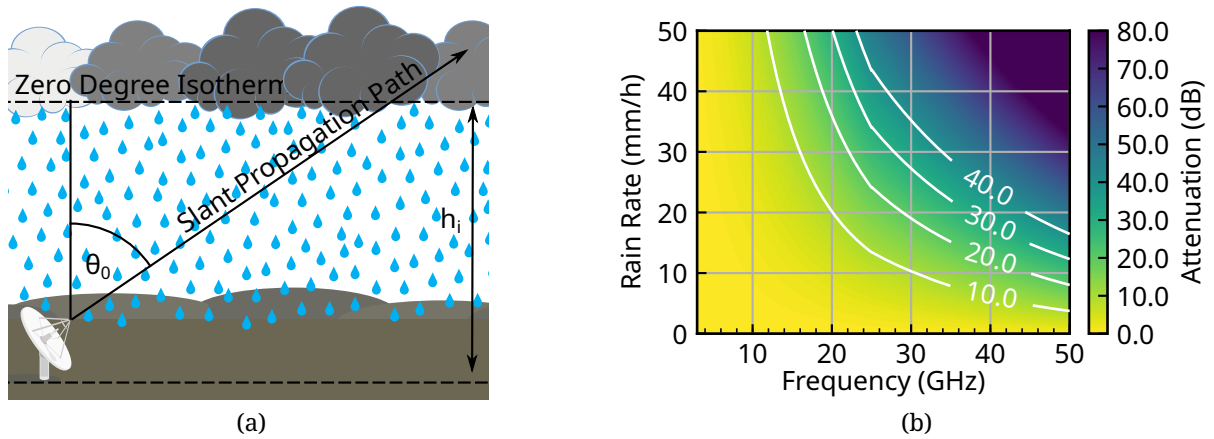 Zero Degree Isotherm
Slant Propagation Path
θ0
hi
(a)
50
40
30
20
10
0
Rain Rate (mm/h)
10
20
30
40
50
Frequency (GHz)
40.0
30.0
20.0
10.0
80.0
70.0
60.0
50.0
40.0
30.0
20.0
10.0
0.0
Attenuation (dB)
(b)